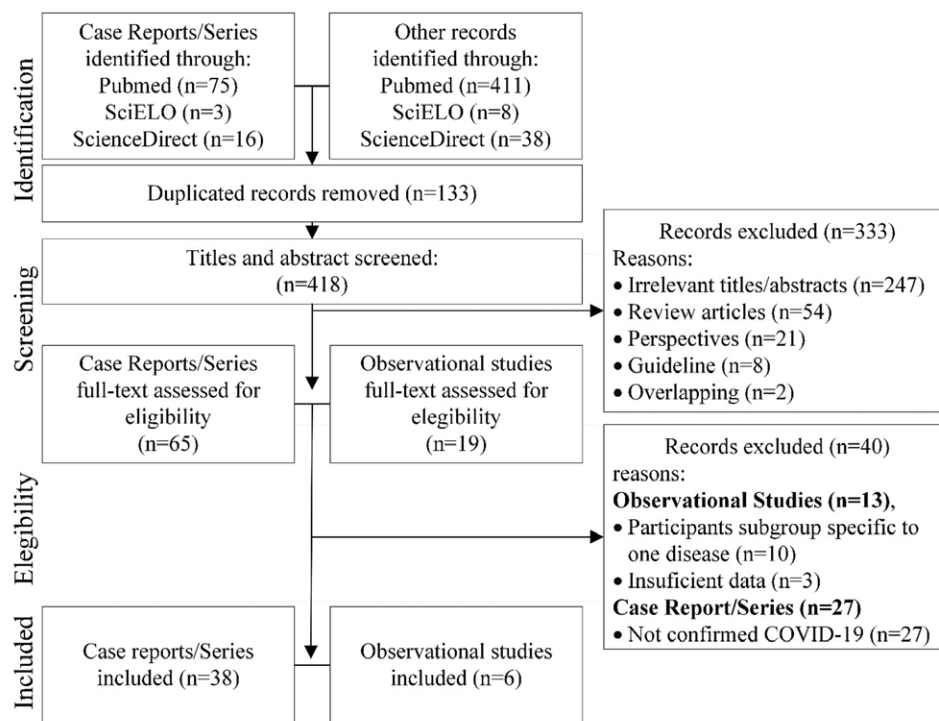 Identification
Case Reports/Series
identified through:
Pubmed (n=75)
SciELO (n=3)
ScienceDirect (n=16)
Other records
identified through:
Pubmed (n=411)
SciELO (n=8)
ScienceDirect (n=38)
Duplicated records removed (n=133)
Screening
Titles and abstract screened:
(n=418)
Records excluded (n=333)
Reasons:
• Irrelevant titles/abstracts (n=247)
• Review articles (n=54)
• Perspectives (n=21)
• Guideline (n=8)
• Overlapping (n=2)
Case Reports/Series
full-text assessed for
eligibility
(n=65)
Observational studies
full-text assessed for
elegibility
(n=19)
Elegibility
Records excluded (n=40)
reasons:
Observational Studies (n=13),
• Participants subgroup specific to
one disease (n=10)
• Insuficient data (n=3)
Case Report/Series (n=27)
• Not confirmed COVID-19 (n=27)
Included
Case reports/Series
included (n=38)
Observational studies
included (n=6)